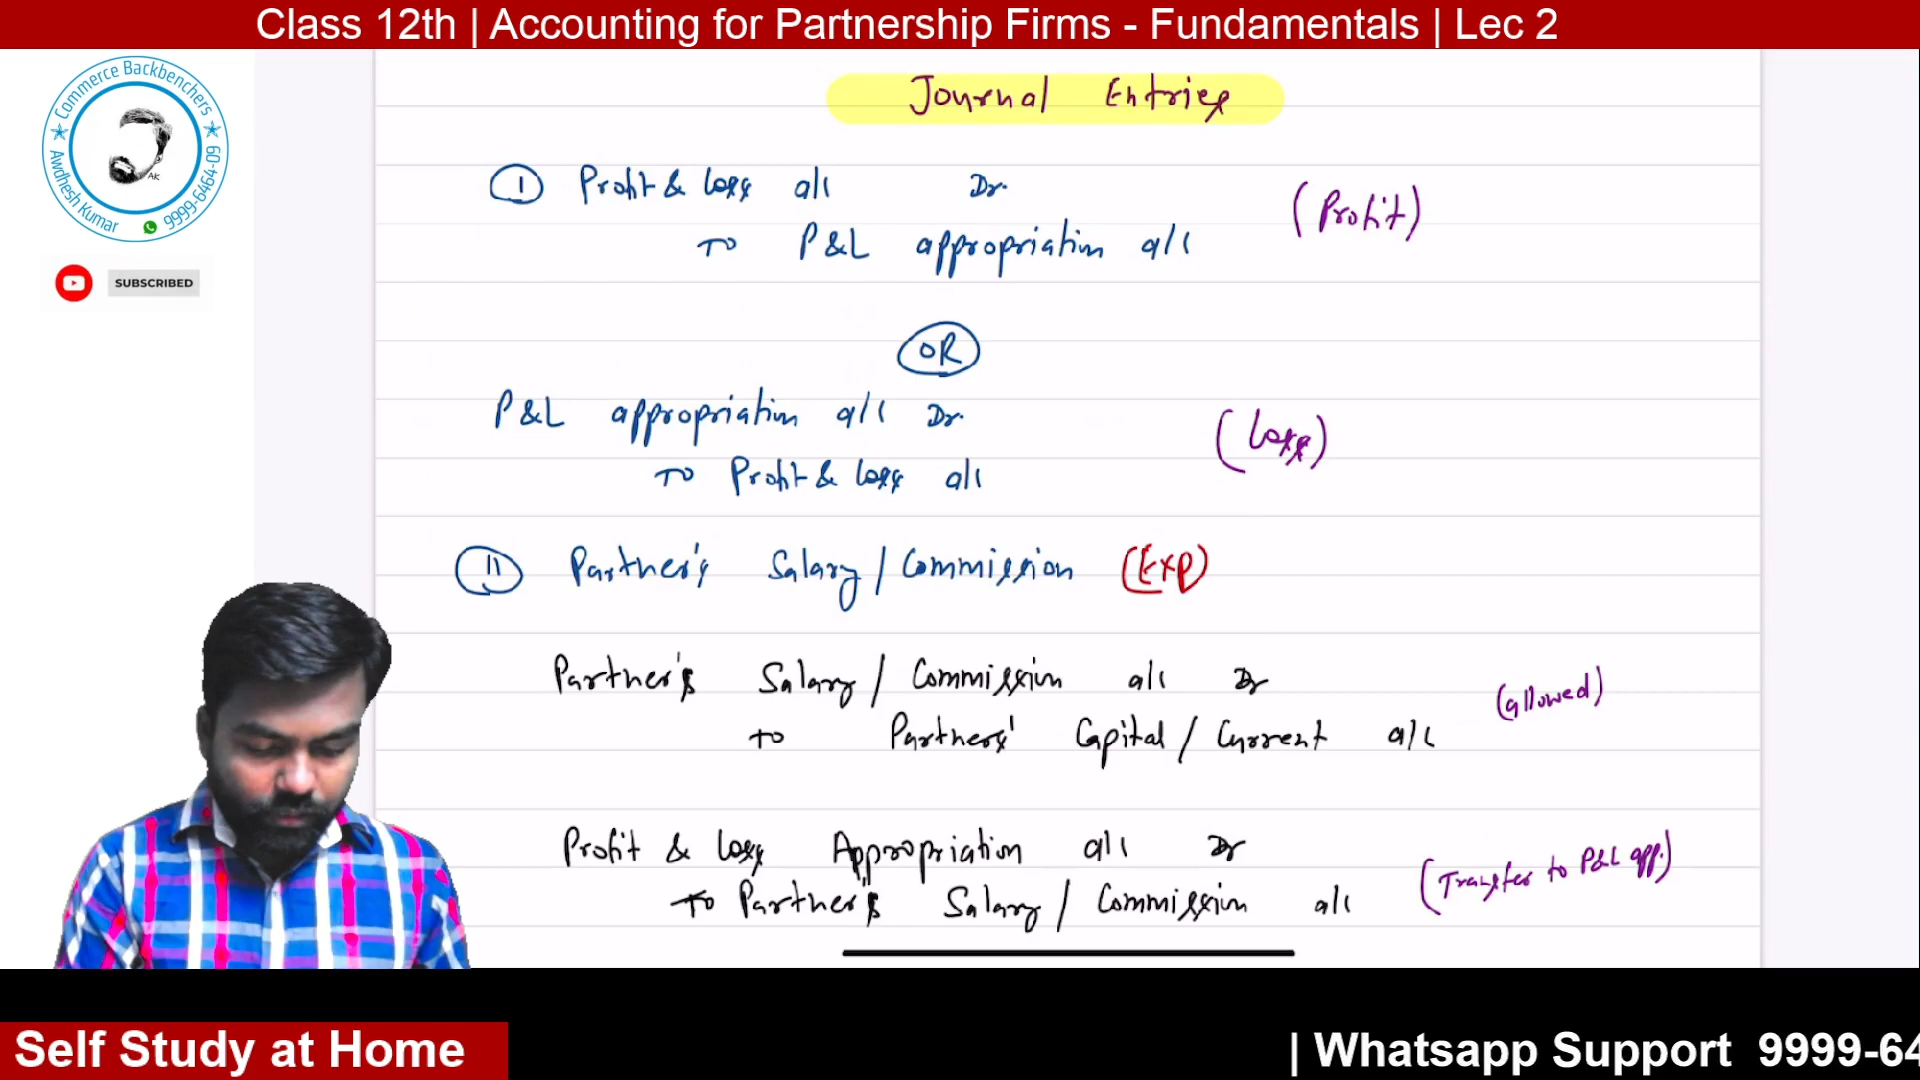 Class 12th | Accounting for Partnership Firms - Fundamentals | Lec 2
Commerce Backbenchers
Awdhesh Kumar
9999-6464-60
AK
SUBSCRIBED
Journal Entries
1 Profit & Loss a/c Dr.
To P&L appropriation a/c
(Profit)
OR
P&L appropriation a/c Dr.
To Profit & Loss a/c
(Loss)
11 Partner's Salary / Commission (Exp)
Partner's Salary / Commission a/c Dr
To Partners' Capital / Current a/c
(allowed)
Profit & Loss Appropriation a/c Dr
To Partner's Salary / Commission a/c
(Transfer to P&L app.)
Self Study at Home
| Whatsapp Support 9999-64